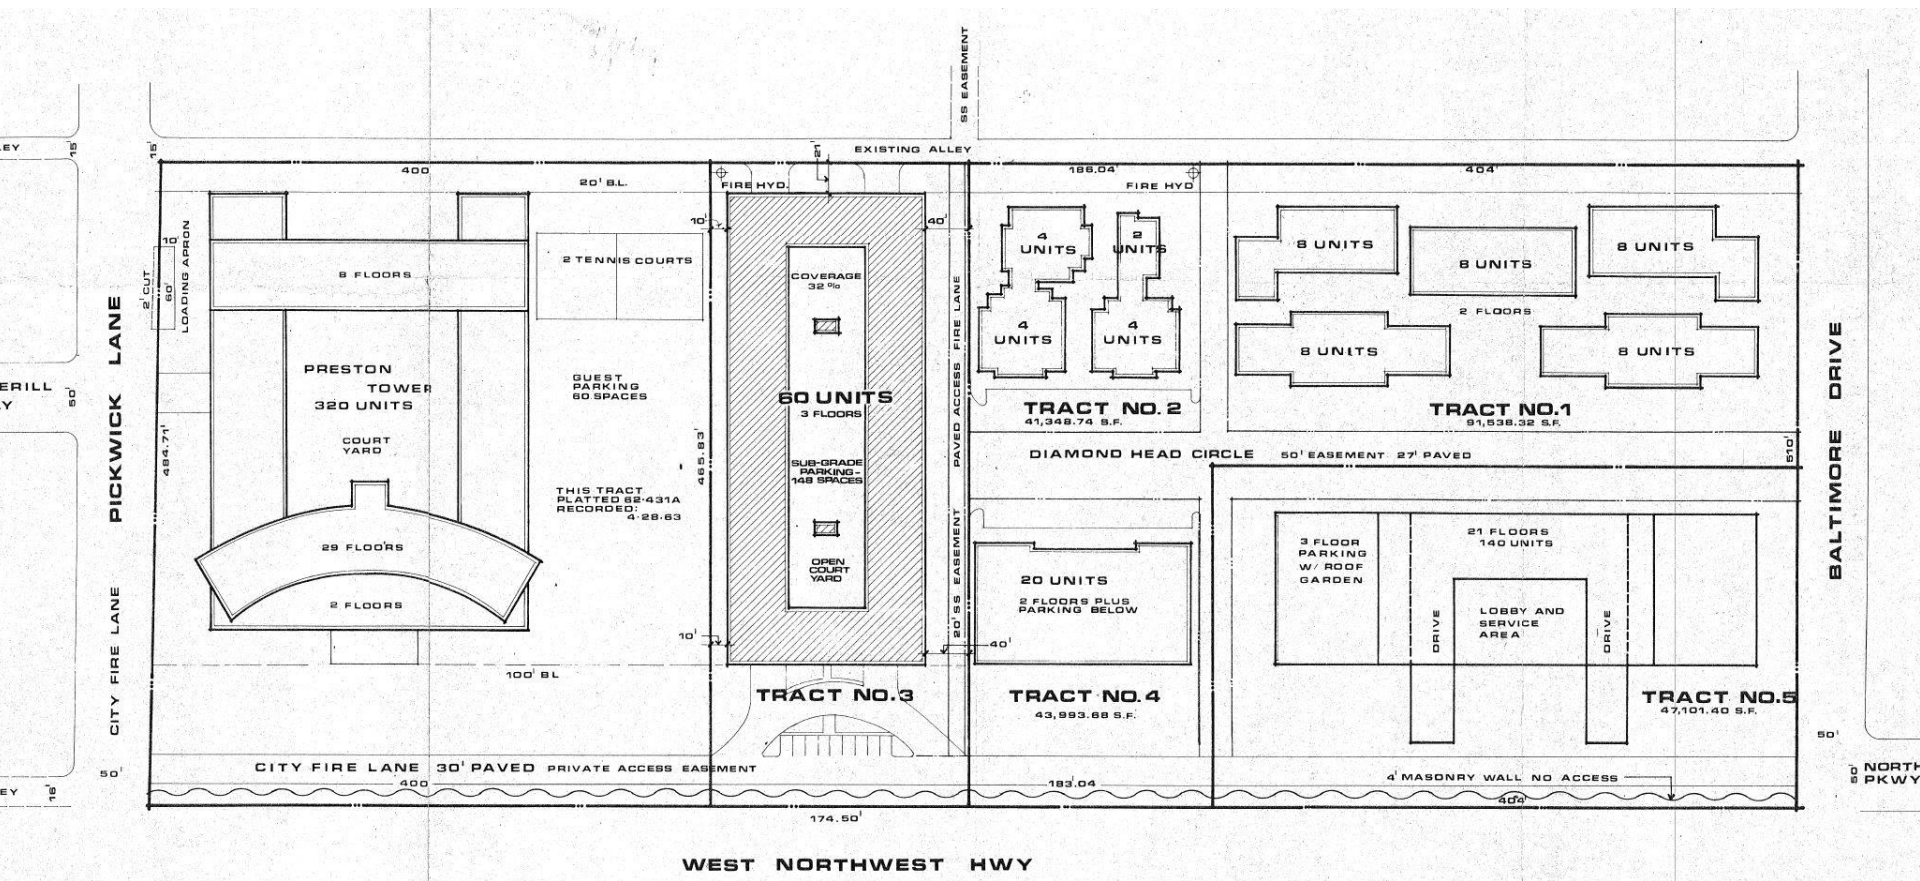 SS EASEMENT
EY
15'
15'
EXISTING ALLEY
21'
400
20' B.L.
FIRE HYD.
186.04'
FIRE HYD
404'
10'
40'
10'
LOADING APRON
2' CUT
60'
8 FLOORS
2 TENNIS COURTS
COVERAGE
32 %
4
UNITS
2
UNITS
4
UNITS
4
UNITS
8 UNITS
8 UNITS
8 UNITS
2 FLOORS
8 UNITS
8 UNITS
PICKWICK LANE
PRESTON
TOWER
320 UNITS
COURT
YARD
GUEST
PARKING
60 SPACES
60 UNITS
3 FLOORS
PAVED ACCESS FIRE LANE
TRACT NO. 2
41,348.74 S.F.
TRACT NO.1
91,538.32 S.F.
BALTIMORE DRIVE
ERILL
Y
50'
484.71'
465.83'
SUB-GRADE
PARKING-
148 SPACES
DIAMOND HEAD CIRCLE
50' EASEMENT 27' PAVED
510'
THIS TRACT
PLATTED 62-431A
RECORDED:
4-28-63
29 FLOORS
2 FLOORS
OPEN
COURT
YARD
20' SS EASEMENT
20 UNITS
2 FLOORS PLUS
PARKING BELOW
3 FLOOR
PARKING
W/ ROOF
GARDEN
21 FLOORS
140 UNITS
LOBBY AND
SERVICE
AREA
DRIVE
DRIVE
CITY FIRE LANE
10'
40'
100' BL
TRACT NO.3
TRACT NO.4
43,993.68 S.F.
TRACT NO.5
47,101.40 S.F.
50'
50'
CITY FIRE LANE 30' PAVED PRIVATE ACCESS EASEMENT
400
183.04
4' MASONRY WALL NO ACCESS
404'
50'
NORTH
PKWY
EY
16'
174.50'
WEST NORTHWEST HWY